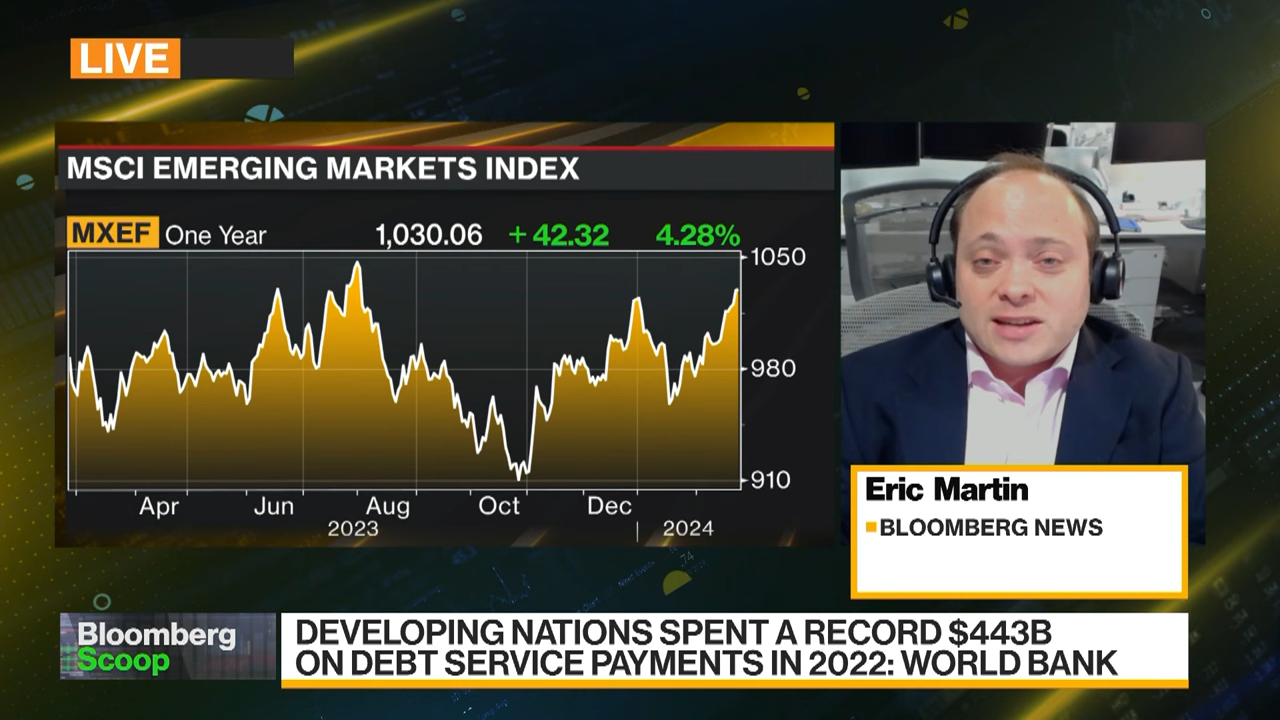 LIVE
MSCI EMERGING MARKETS INDEX
MXEF One Year 1,030.06 + 42.32 4.28%
1050
980
910
Apr Jun Aug Oct Dec
2023 2024
Eric Martin
BLOOMBERG NEWS
Bloomberg
Scoop
DEVELOPING NATIONS SPENT A RECORD $443B
ON DEBT SERVICE PAYMENTS IN 2022: WORLD BANK